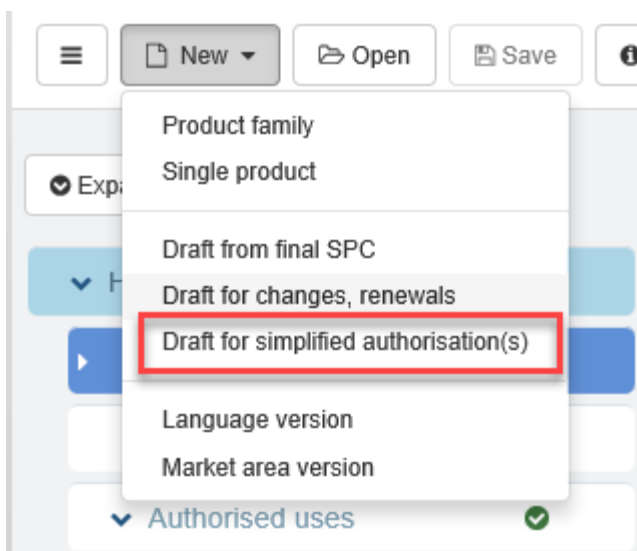 New
Open
Save
Product family
Single product
Draft from final SPC
Draft for changes, renewals
Draft for simplified authorisation(s)
Language version
Market area version
Authorised uses